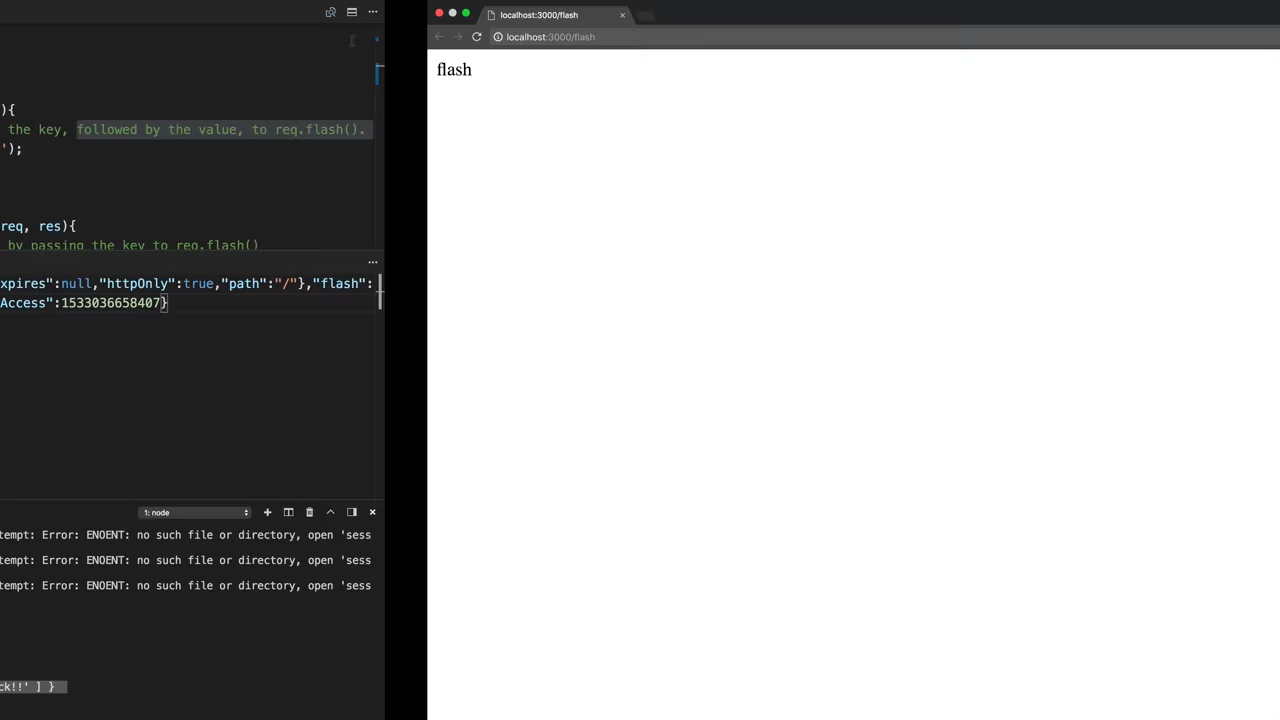 ){
the key, followed by the value, to req.flash().
');
req, res){
by passing the key to req.flash()
xpires":null,"httpOnly":true,"path":"/"},"flash":
Access":1533036658407}
1: node
tempt: Error: ENOENT: no such file or directory, open 'sess
tempt: Error: ENOENT: no such file or directory, open 'sess
tempt: Error: ENOENT: no such file or directory, open 'sess
ck!!' ] }
localhost:3000/flash
localhost:3000/flash
flash